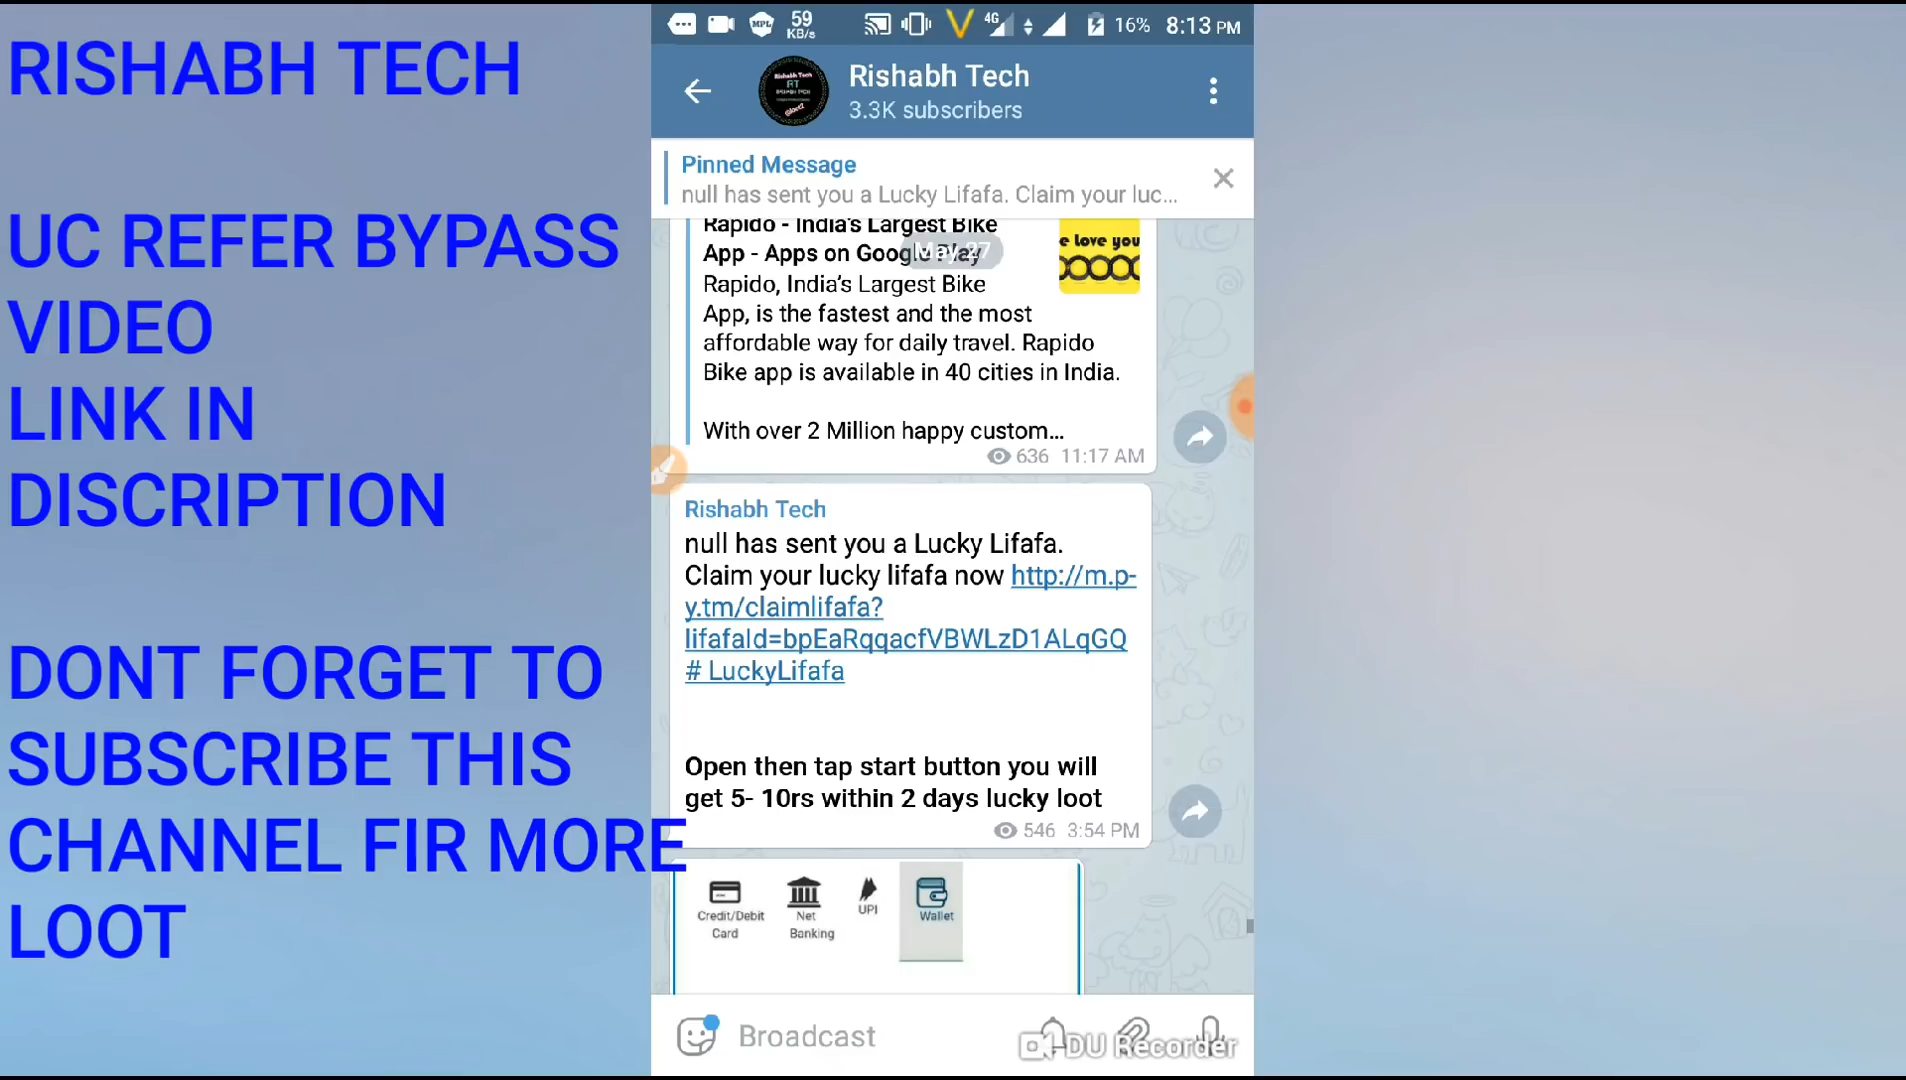 RISHABH TECH
UC REFER BYPASS
VIDEO
LINK IN
DISCRIPTION
DONT FORGET TO
SUBSCRIBE THIS
CHANNEL FIR MORE
LOOT
MPL
59
KB/s
4G
16%
8:13 PM
Rishabh Tech
3.3K subscribers
Pinned Message
null has sent you a Lucky Lifafa. Claim your luc...
Rapido - India's Largest Bike
App - Apps on Google Play
May 27
Rapido, India's Largest Bike
App, is the fastest and the most
affordable way for daily travel. Rapido
Bike app is available in 40 cities in India.
With over 2 Million happy custom...
636 11:17 AM
e love you
Rishabh Tech
null has sent you a Lucky Lifafa.
Claim your lucky lifafa now http://m.p-
y.tm/claimlifafa?
lifafaId=bpEaRqqacfVBWLzD1ALqGQ
# LuckyLifafa
Open then tap start button you will
get 5- 10rs within 2 days lucky loot
546 3:54 PM
Credit/Debit
Card
Net
Banking
UPI
Wallet
Broadcast
DU Recorder